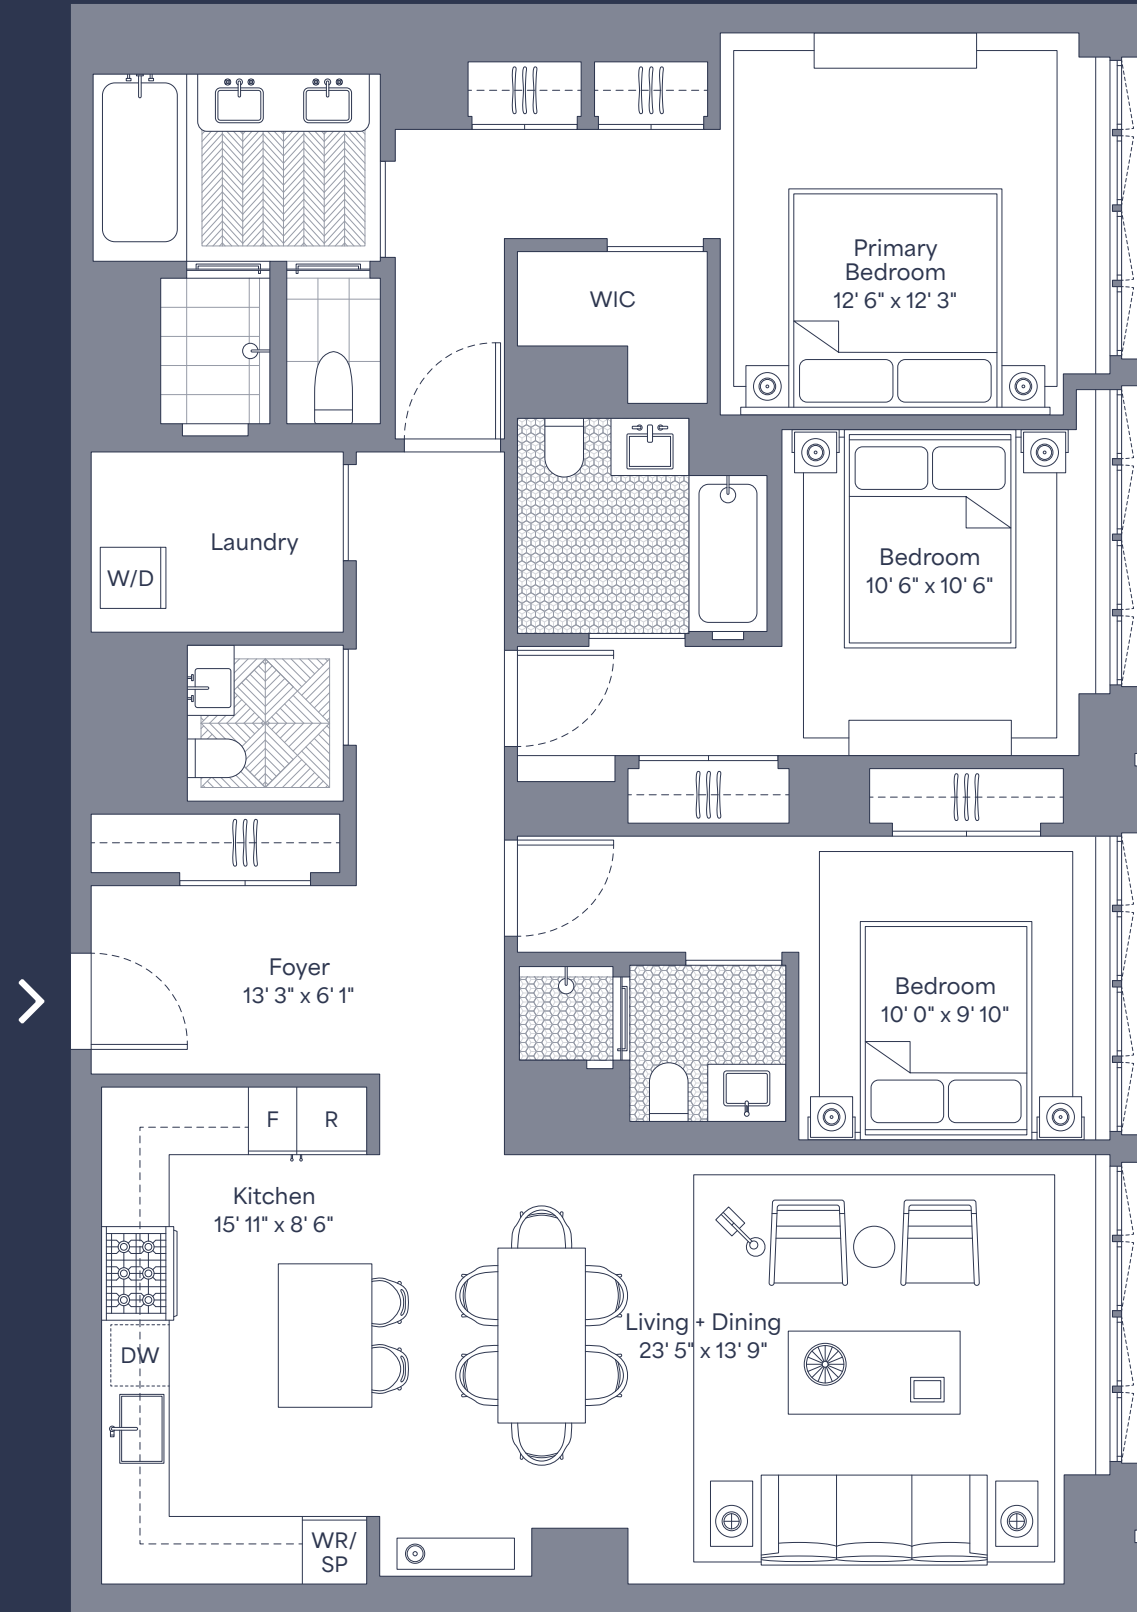 Primary
Bedroom
12' 6" x 12' 3"
WIC
Laundry
W/D
Bedroom
10' 6" x 10' 6"
Foyer
13' 3" x 6' 1"
Bedroom
10' 0" x 9' 10"
F
R
Kitchen
15' 11" x 8' 6"
Living + Dining
23' 5" x 13' 9"
DW
WR/
SP